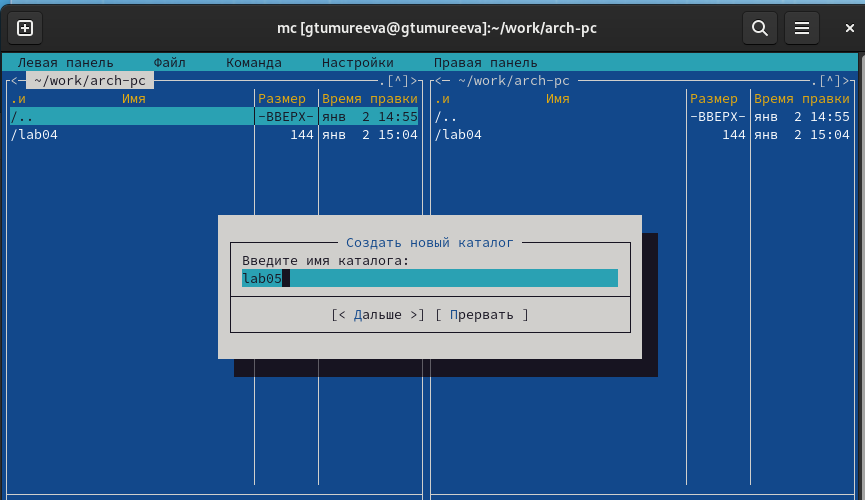 mc [gtumureeva@gtumureeva]:~/work/arch-pc
Левая панель Файл Команда Настройки Правая панель
<─ ~/work/arch-pc .[^]> <─ ~/work/arch-pc .[^]>
.и Имя Размер Время правки .и Имя Размер Время правки
/.. -ВВЕРХ- янв 2 14:55 /.. -ВВЕРХ- янв 2 14:55
/lab04 144 янв 2 15:04 /lab04 144 янв 2 15:04
Создать новый каталог
Введите имя каталога:
lab05
[< Дальше >] [ Прервать ]